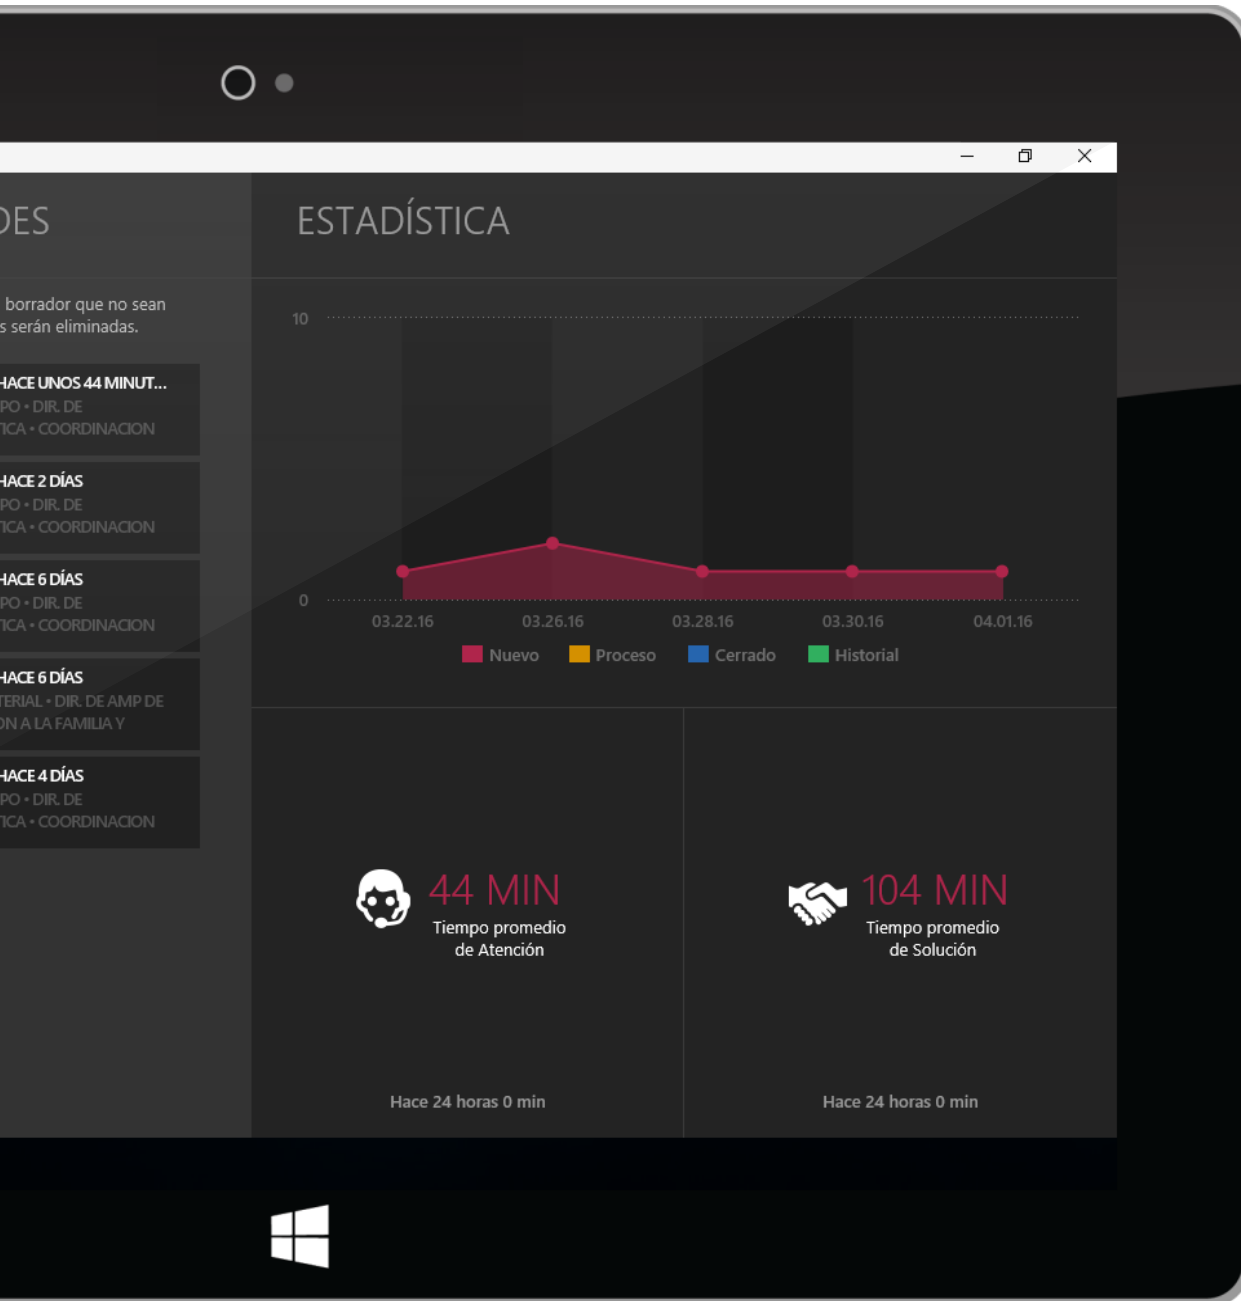 DES
borrador que no sean
s serán eliminadas.
HACE UNOS 44 MINUT...
PO • DIR. DE
TICA • COORDINACION
HACE 2 DÍAS
PO • DIR. DE
TICA • COORDINACION
HACE 6 DÍAS
PO • DIR. DE
TICA • COORDINACION
HACE 6 DÍAS
TERIAL • DIR. DE AMP DE
ON A LA FAMILIA Y
HACE 4 DÍAS
PO • DIR. DE
TICA • COORDINACION
ESTADÍSTICA
10
0
03.22.16 03.26.16 03.28.16 03.30.16 04.01.16
Nuevo Proceso Cerrado Historial
44 MIN
Tiempo promedio
de Atención
Hace 24 horas 0 min
104 MIN
Tiempo promedio
de Solución
Hace 24 horas 0 min